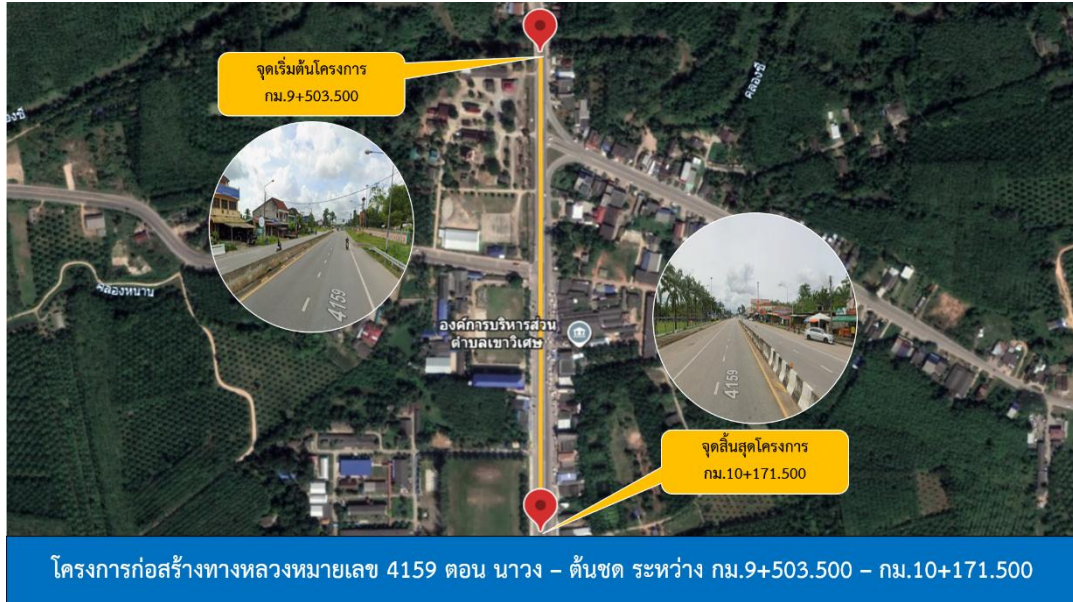 จุดเริ่มต้นโครงการ
กม.9+503.500
คลองชี
องชี
คลองหนาน
4159
องค์การบริหารส่วน
ตำบลเขาวิเศษ
4159
จุดสิ้นสุดโครงการ
กม.10+171.500
โครงการก่อสร้างทางหลวงหมายเลข 4159 ตอน นาวง – ต้นชด ระหว่าง กม.9+503.500 – กม.10+171.500